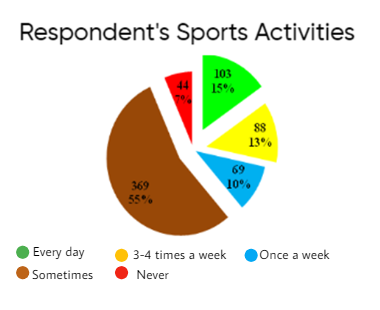 Respondent's Sports Activities
103
15%
44
7%
88
13%
69
10%
369
55%
Every day
3-4 times a week
Once a week
Sometimes
Never